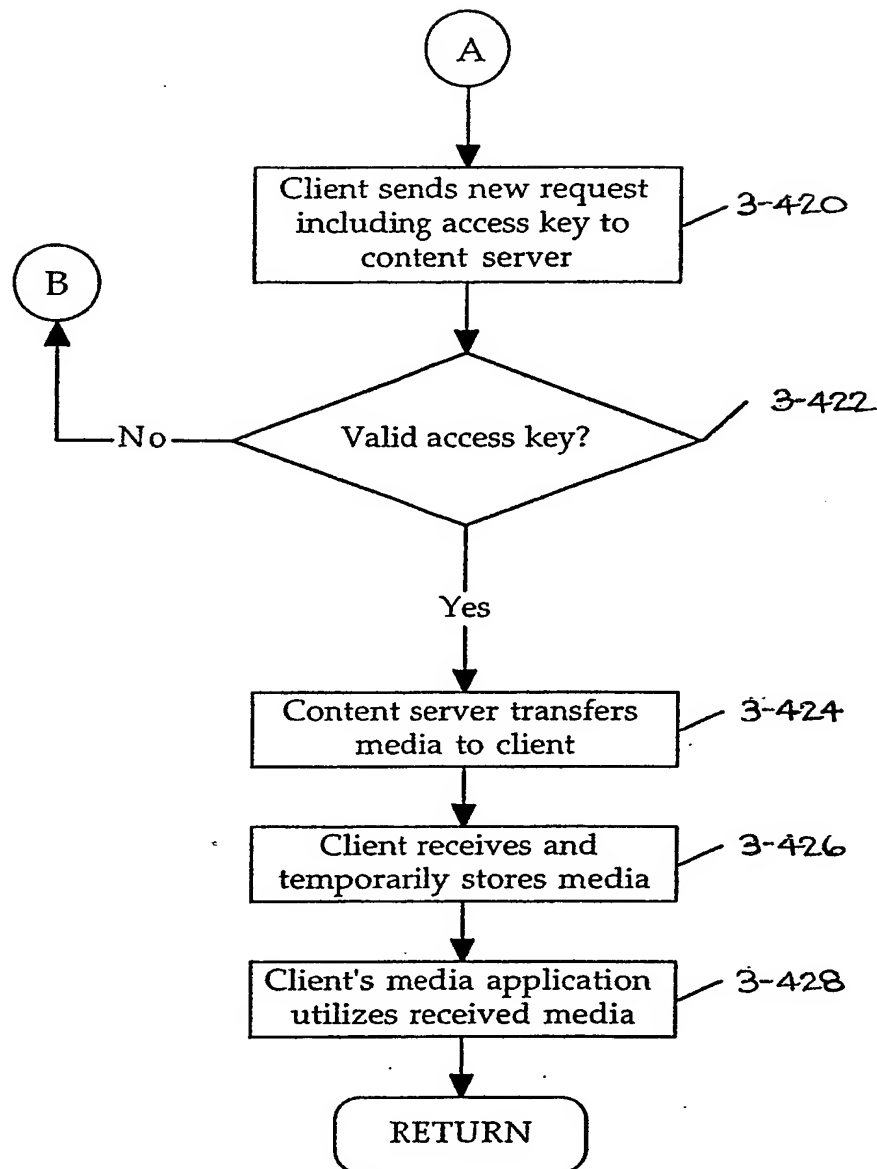 A
Client sends new request
including access key to
content server
3-420
B
Valid access key?
3-422
No
Yes
Content server transfers
media to client
3-424
Client receives and
temporarily stores media
3-426
Client's media application
utilizes received media
3-428
RETURN